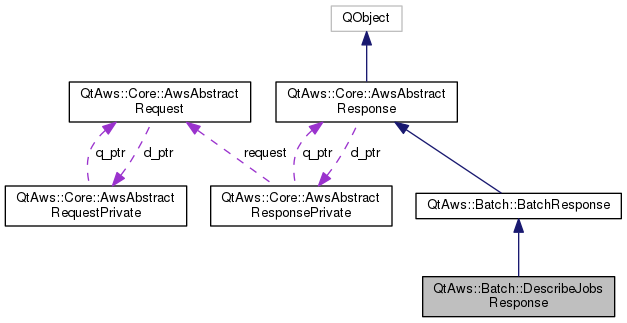 QObject
QtAws::Core::AwsAbstract
Request
QtAws::Core::AwsAbstract
Response
q_ptr
d_ptr
request
q_ptr
d_ptr
QtAws::Core::AwsAbstract
RequestPrivate
QtAws::Core::AwsAbstract
ResponsePrivate
QtAws::Batch::BatchResponse
QtAws::Batch::DescribeJobs
Response